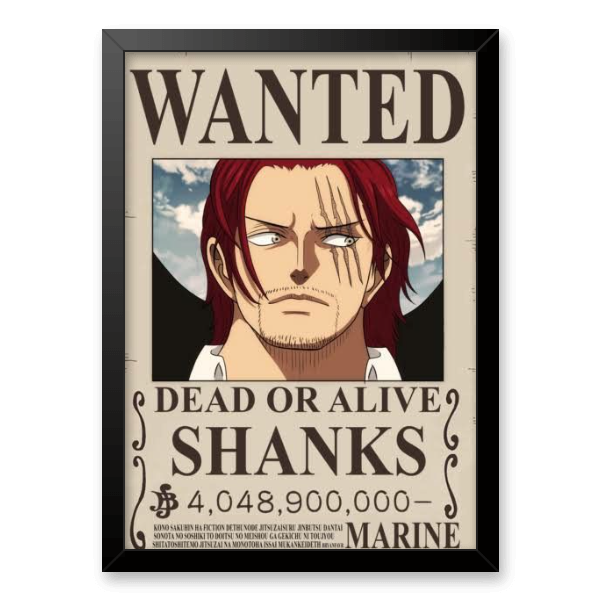 WANTED
DEAD OR ALIVE
SHANKS
4,048,900,000-
KONO SAKUHIN HA FICTION DETHUNODE JITSUZAISURU JINBUTSU DANTAI
SONOTA NO SOSHIKI TO DOITSU NO MEISHOU GA GEKICHU NI TOUJYOU
SHITATOSHITEMO JITSUZAI NA MONOTOHA ISSAI MUKANKEIDETH
MARINE